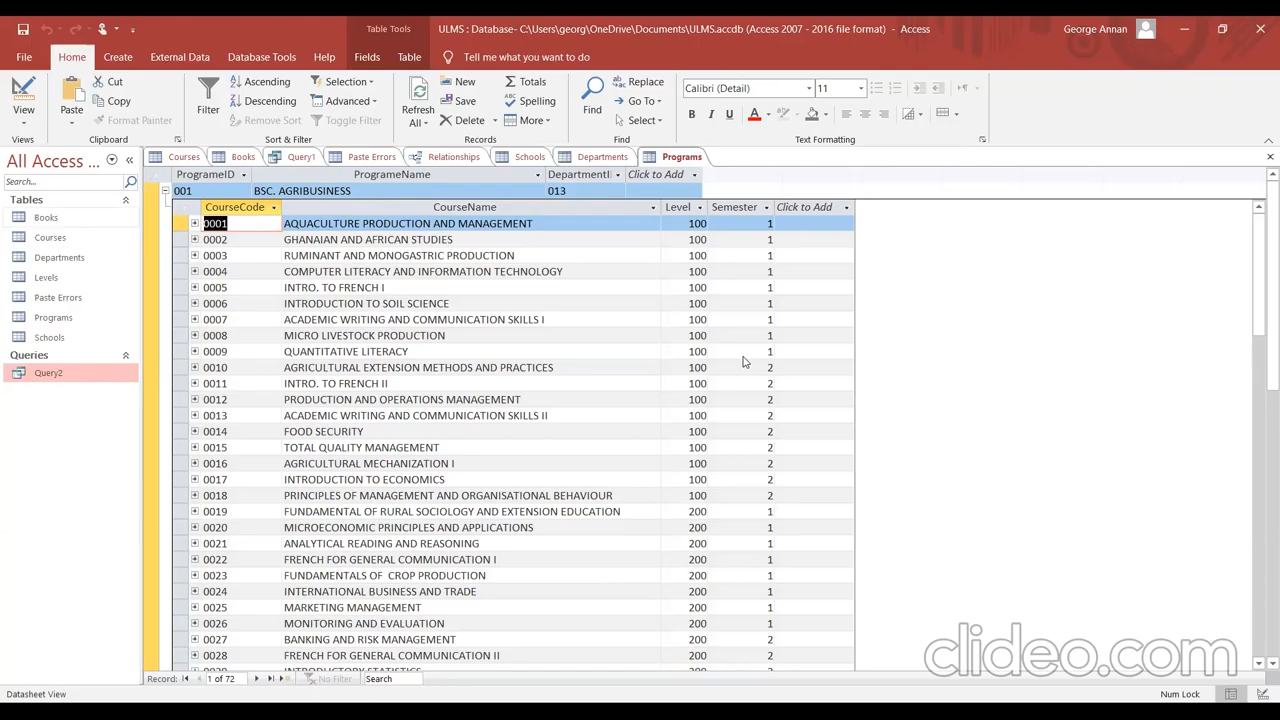 Table Tools
ULMS : Database- C:\Users\georg\OneDrive\Documents\ULMS.accdb (Access 2007 - 2016 file format) - Access
George Annan
File Home Create External Data Database Tools Help Fields Table Tell me what you want to do
View
Views
Paste
Cut
Copy
Format Painter
Clipboard
Filter
Ascending
Descending
Remove Sort
Selection
Advanced
Toggle Filter
Sort & Filter
Refresh
All
New
Save
Delete
Totals
Spelling
More
Records
Find
Replace
Go To
Select
Find
Calibri (Detail) 11
B I U A
Text Formatting
All Access ...
Search...
Tables
Books
Courses
Departments
Levels
Paste Errors
Programs
Schools
Queries
Query2
Courses Books Query1 Paste Errors Relationships Schools Departments Programs
ProgrameID ProgrameName DepartmentI Click to Add
001 BSC. AGRIBUSINESS 013
CourseCode CourseName Level Semester Click to Add
0001 AQUACULTURE PRODUCTION AND MANAGEMENT 100 1
0002 GHANAIAN AND AFRICAN STUDIES 100 1
0003 RUMINANT AND MONOGASTRIC PRODUCTION 100 1
0004 COMPUTER LITERACY AND INFORMATION TECHNOLOGY 100 1
0005 INTRO. TO FRENCH I 100 1
0006 INTRODUCTION TO SOIL SCIENCE 100 1
0007 ACADEMIC WRITING AND COMMUNICATION SKILLS I 100 1
0008 MICRO LIVESTOCK PRODUCTION 100 1
0009 QUANTITATIVE LITERACY 100 1
0010 AGRICULTURAL EXTENSION METHODS AND PRACTICES 100 2
0011 INTRO. TO FRENCH II 100 2
0012 PRODUCTION AND OPERATIONS MANAGEMENT 100 2
0013 ACADEMIC WRITING AND COMMUNICATION SKILLS II 100 2
0014 FOOD SECURITY 100 2
0015 TOTAL QUALITY MANAGEMENT 100 2
0016 AGRICULTURAL MECHANIZATION I 100 2
0017 INTRODUCTION TO ECONOMICS 100 2
0018 PRINCIPLES OF MANAGEMENT AND ORGANISATIONAL BEHAVIOUR 100 2
0019 FUNDAMENTAL OF RURAL SOCIOLOGY AND EXTENSION EDUCATION 200 1
0020 MICROECONOMIC PRINCIPLES AND APPLICATIONS 200 1
0021 ANALYTICAL READING AND REASONING 200 1
0022 FRENCH FOR GENERAL COMMUNICATION I 200 1
0023 FUNDAMENTALS OF CROP PRODUCTION 200 1
0024 INTERNATIONAL BUSINESS AND TRADE 200 1
0025 MARKETING MANAGEMENT 200 1
0026 MONITORING AND EVALUATION 200 1
0027 BANKING AND RISK MANAGEMENT 200 2
0028 FRENCH FOR GENERAL COMMUNICATION II 200 2
0029 INTRODUCTORY STATISTICS 200 2
Record: 1 of 72 No Filter Search
Datasheet View
Num Lock
clideo.com